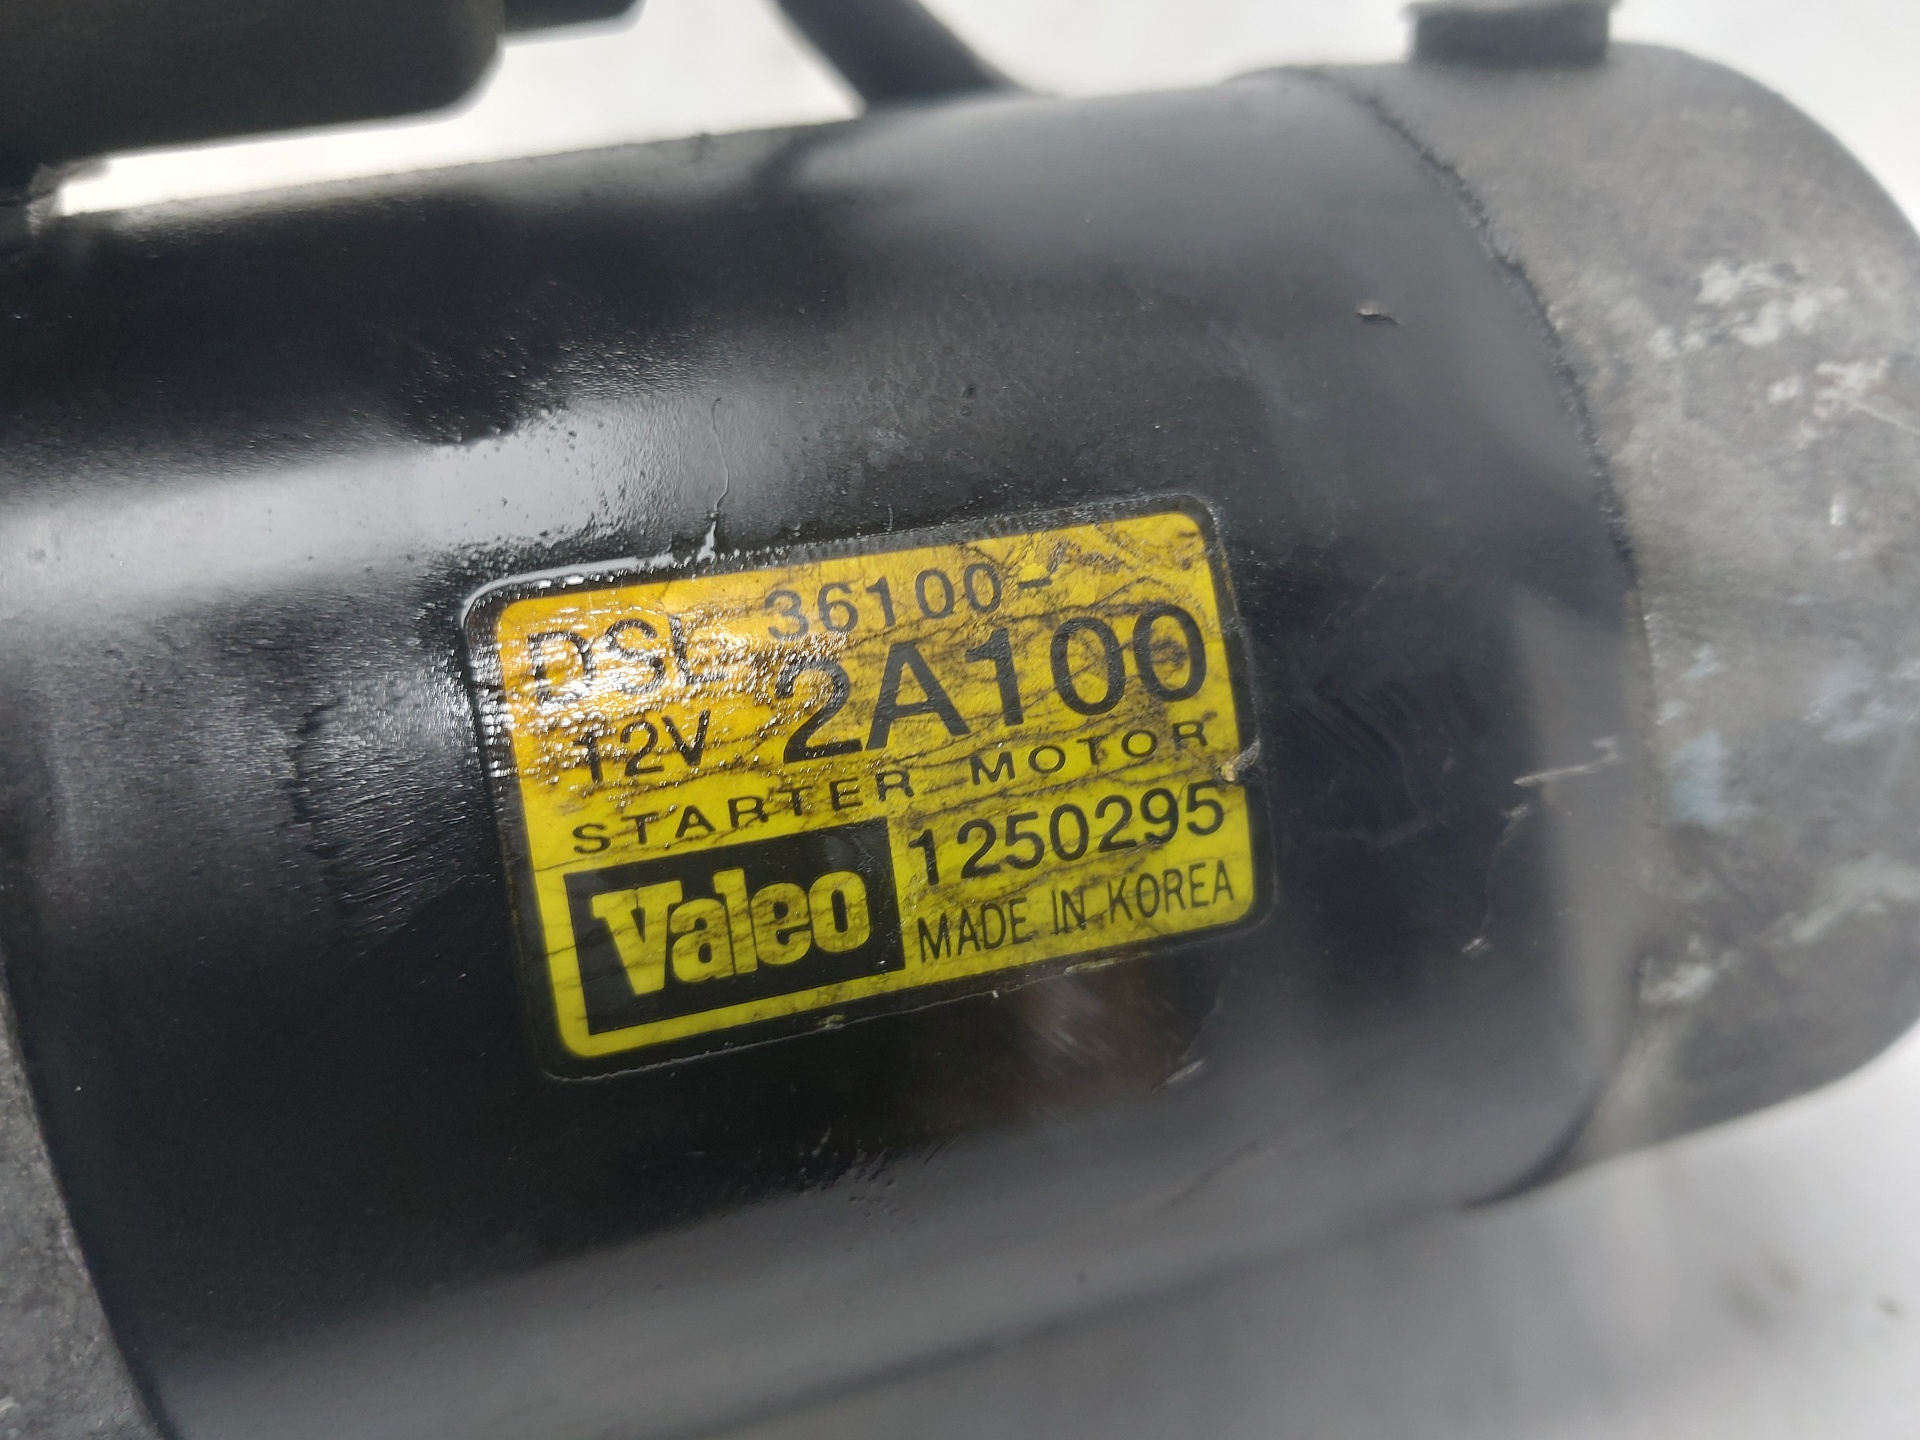 DSL 36100-
12V 2A100
STARTER MOTOR
Valeo 1250295
MADE IN KOREA